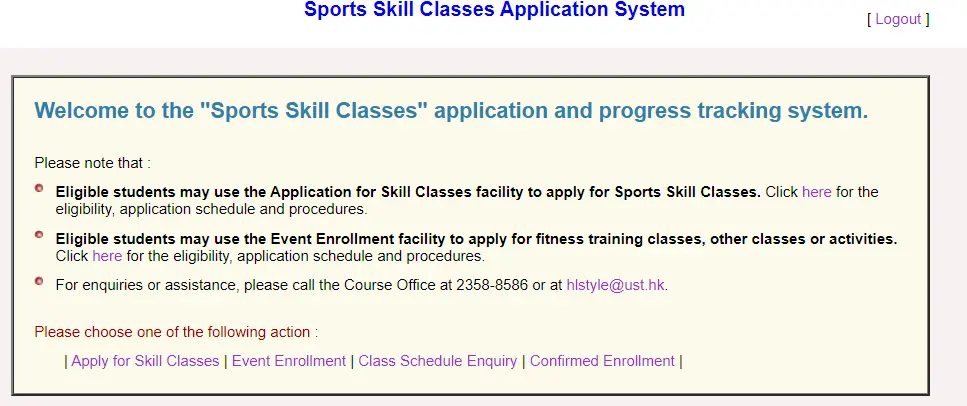 Sports Skill Classes Application System
[ Logout ]
Welcome to the "Sports Skill Classes" application and progress tracking system.
Please note that :
Eligible students may use the Application for Skill Classes facility to apply for Sports Skill Classes. Click here for the
eligibility, application schedule and procedures.
Eligible students may use the Event Enrollment facility to apply for fitness training classes, other classes or activities.
Click here for the eligibility, application schedule and procedures.
For enquiries or assistance, please call the Course Office at 2358-8586 or at hlstyle@ust.hk.
Please choose one of the following action :
| Apply for Skill Classes | Event Enrollment | Class Schedule Enquiry | Confirmed Enrollment |